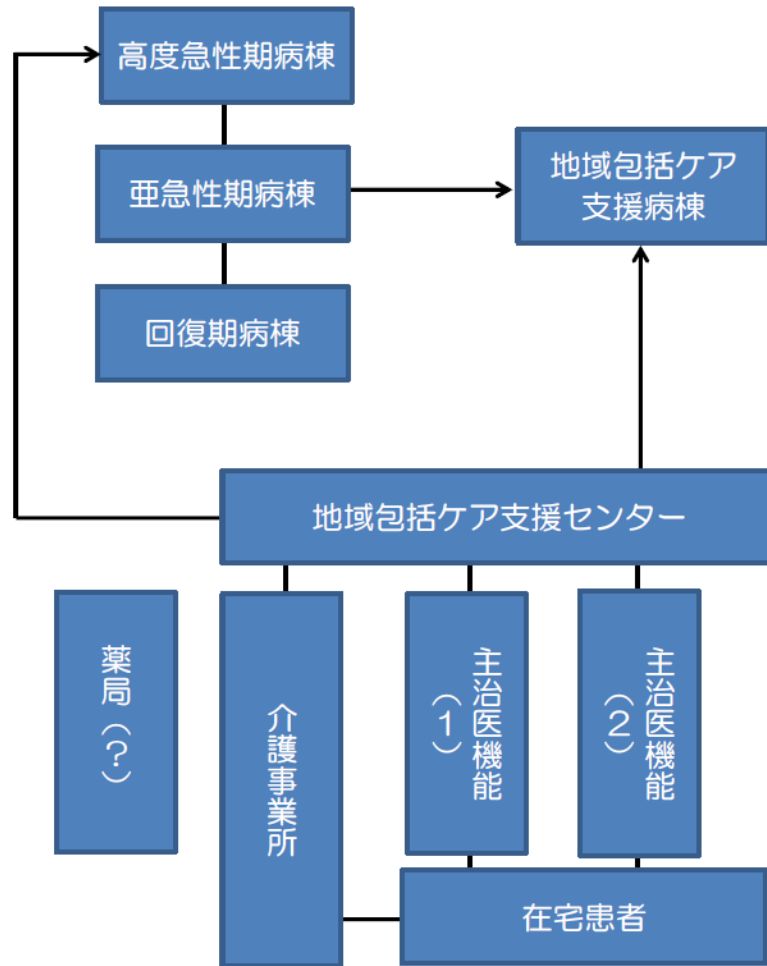 高度急性期病棟
亜急性期病棟
地域包括ケア
支援病棟
回復期病棟
地域包括ケア支援センター
薬局（？）
介護事業所
主治医機能
（１）
主治医機能
（２）
在宅患者